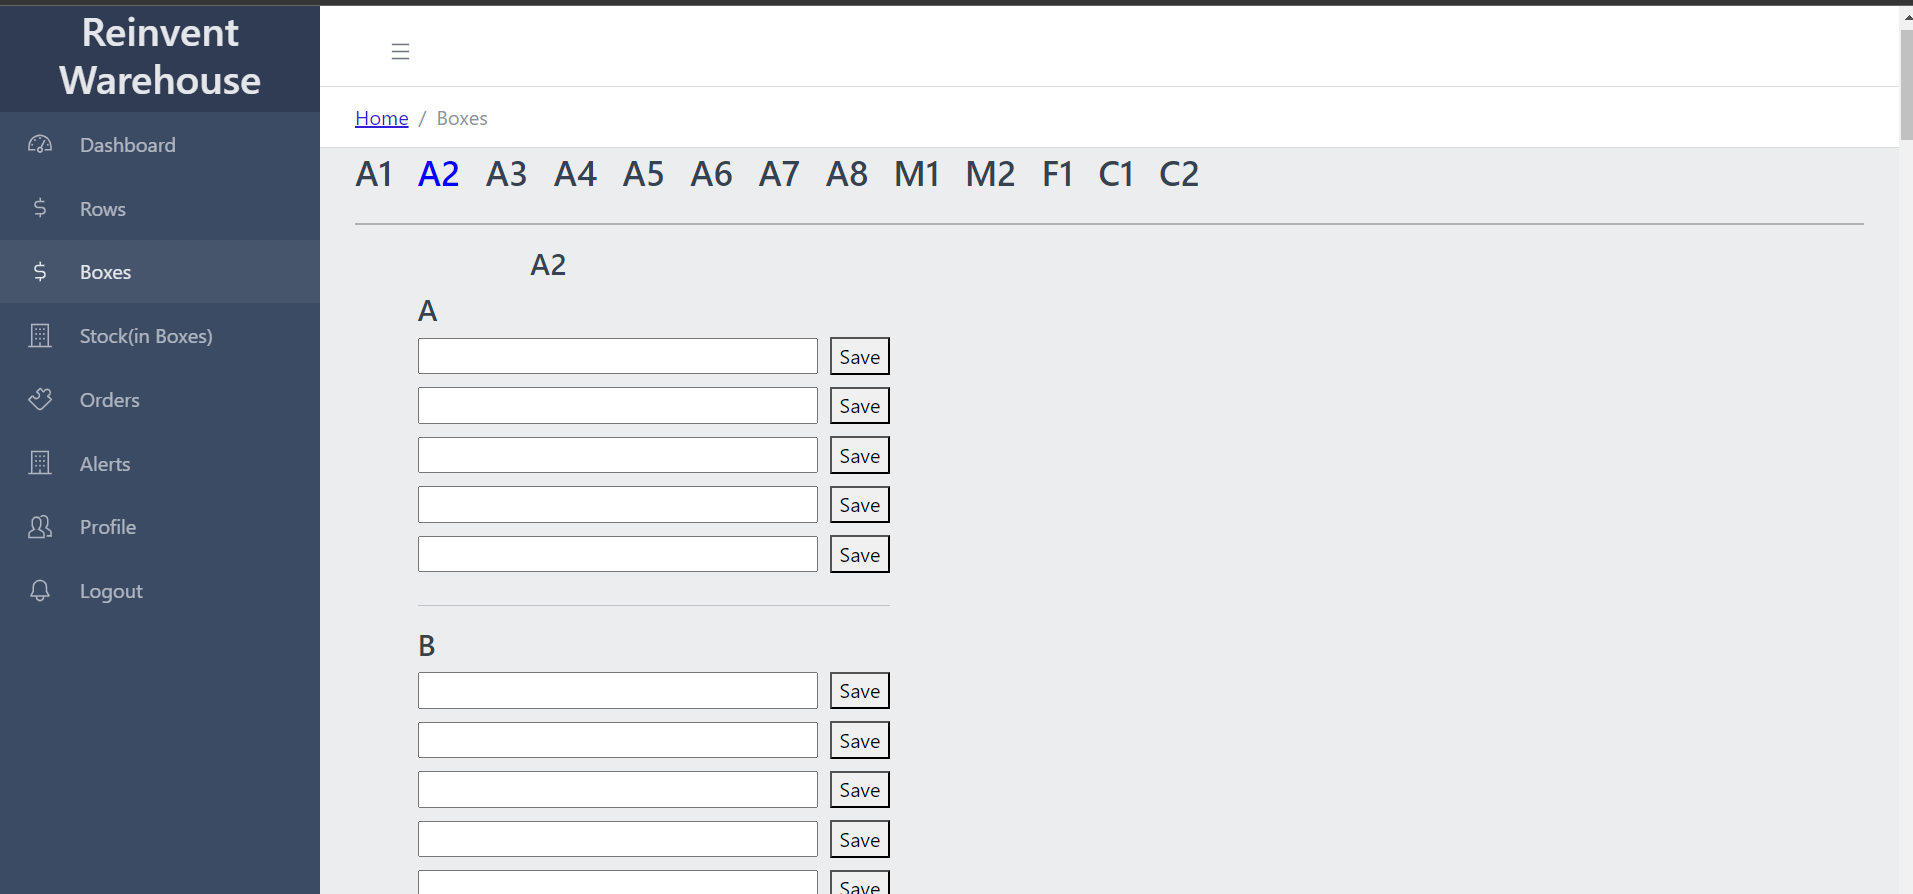 Reinvent
Warehouse
Dashboard
Rows
Boxes
Stock(in Boxes)
Orders
Alerts
Profile
Logout
Home / Boxes
A1 A2 A3 A4 A5 A6 A7 A8 M1 M2 F1 C1 C2
A2
A
Save
Save
Save
Save
Save
B
Save
Save
Save
Save
Save